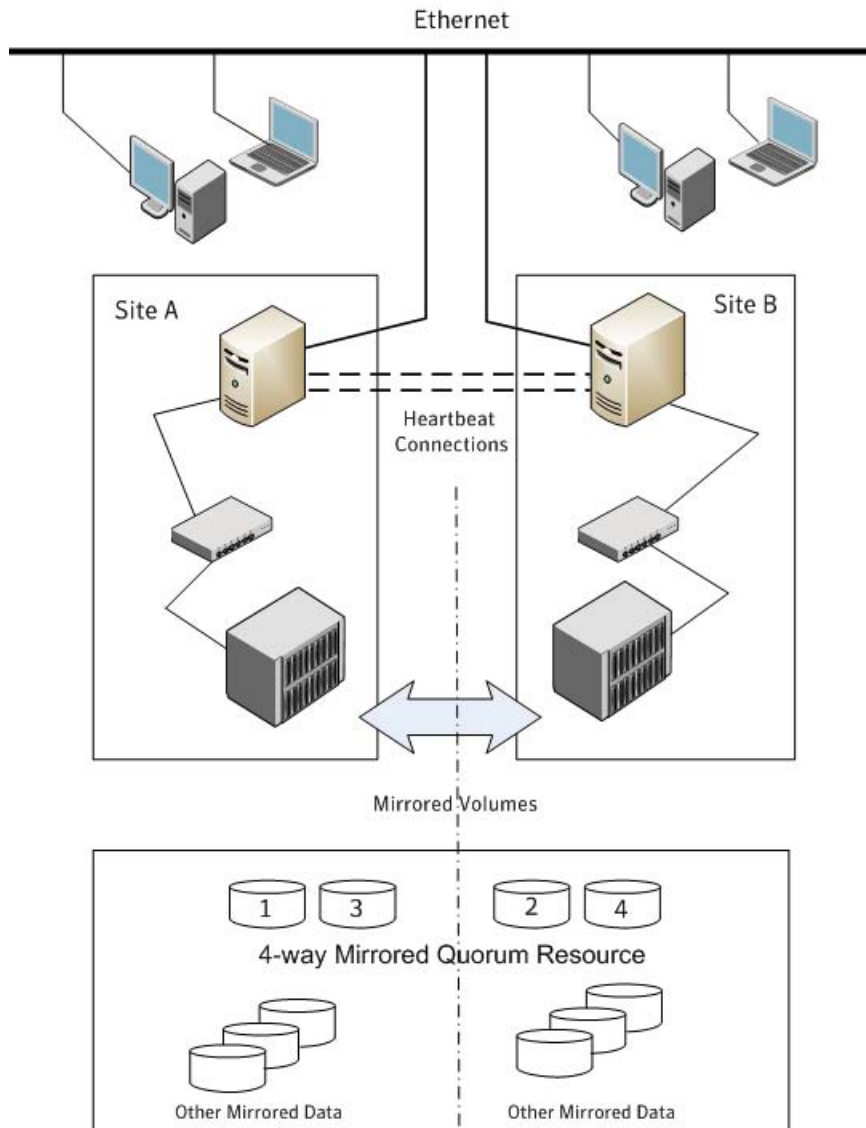 Ethernet
Site A
Site B
Heartbeat
Connections
Mirrored Volumes
1
3
2
4
4-way Mirrored Quorum Resource
Other Mirrored Data
Other Mirrored Data